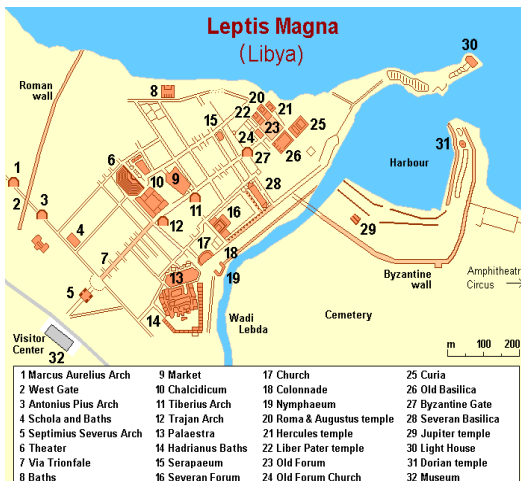 Leptis Magna
(Libya)
30
8
Roman
wall
20
21
22
15
25
23
24
31
27
26
6
Harbour
1
10
9
28
2
3
11
16
12
4
29
17
18
7
13
Byzantine
wall
Amphitheatr
Circus
19
5
14
Wadi
Lebda
Cemetery
Visitor
Center
32
m 100 200
1 Marcus Aurelius Arch
2 West Gate
3 Antonius Pius Arch
4 Schola and Baths
5 Septimius Severus Arch
6 Theater
7 Via Trionfale
8 Baths
9 Market
10 Chalcidicum
11 Tiberius Arch
12 Trajan Arch
13 Palaestra
14 Hadrianus Baths
15 Serapaeum
16 Severan Forum
17 Church
18 Colonnade
19 Nymphaeum
20 Roma & Augustus temple
21 Hercules temple
22 Liber Pater temple
23 Old Forum
24 Old Forum Church
25 Curia
26 Old Basilica
27 Byzantine Gate
28 Severan Basilica
29 Jupiter temple
30 Light House
31 Dorian temple
32 Museum